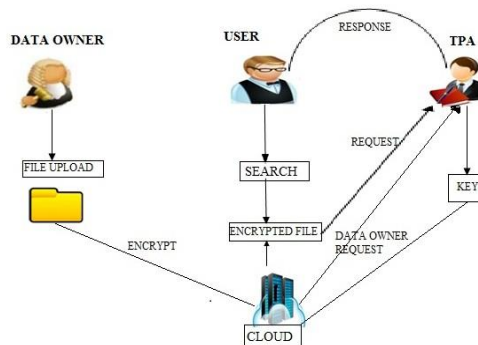 DATA OWNER
USER
RESPONSE
TPA
REQUEST
FILE UPLOAD
SEARCH
KEY
ENCRYPTED FILE
DATA OWNER
REQUEST
ENCRYPT
CLOUD